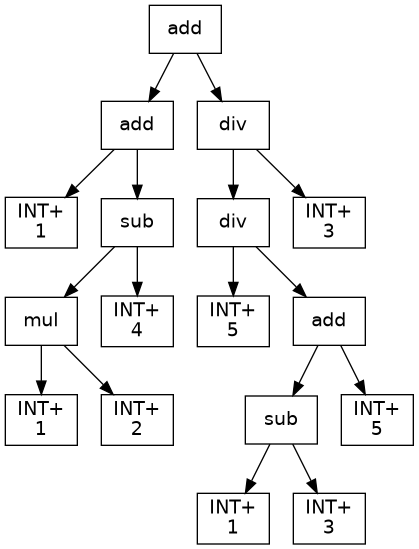 add
add
div
INT+
1
sub
div
INT+
3
mul
INT+
4
INT+
5
add
INT+
1
INT+
2
sub
INT+
5
INT+
1
INT+
3